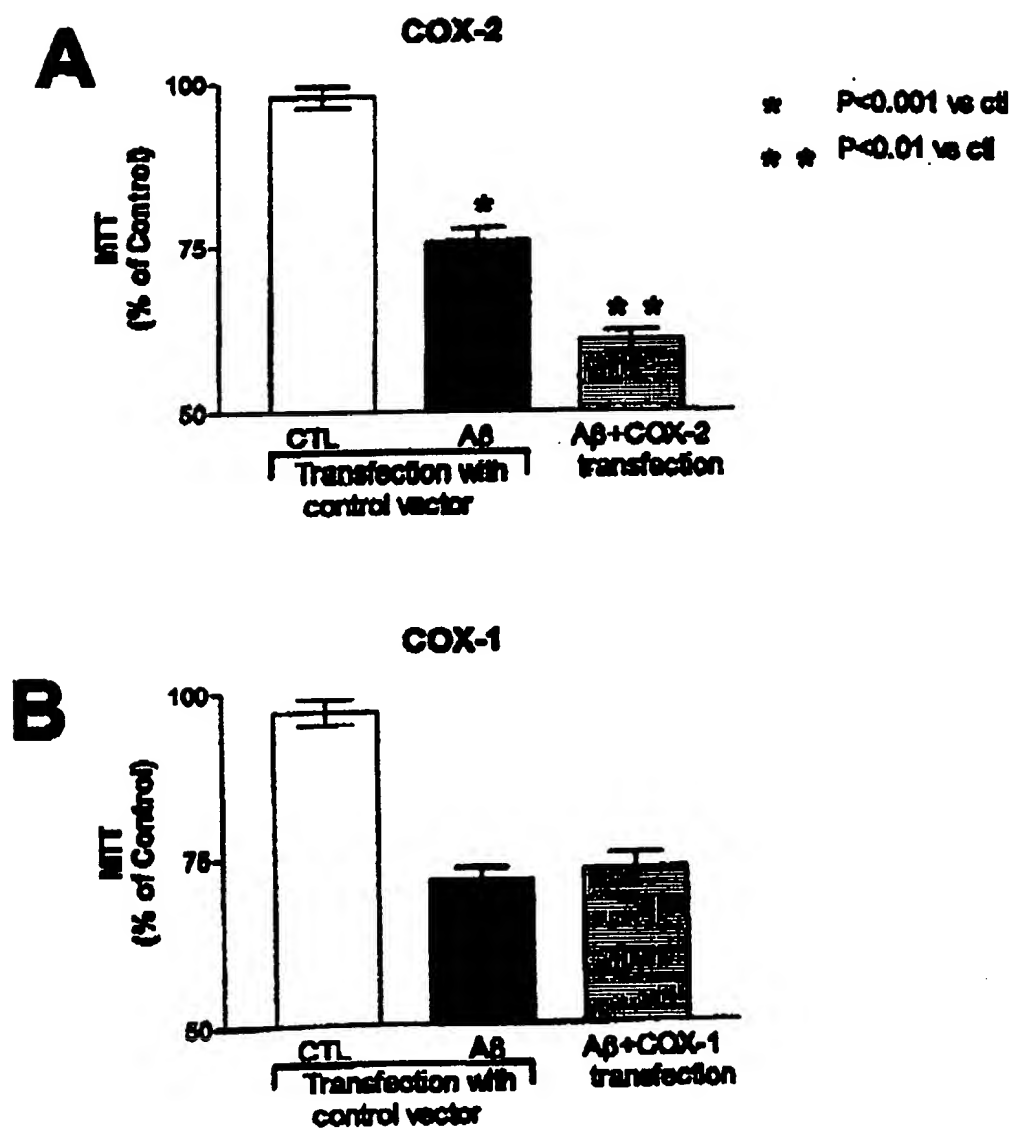 A
COX-2
* P<0.001 vs ctl
** P<0.01 vs ctl
MTT
(% of Control)
100
75
50
*
* *
CTL
Aβ
Aβ+COX-2
transfection
Transfection with
control vector
B
COX-1
MTT
(% of Control)
100
75
50
CTL
Aβ
Aβ+COX-1
transfection
Transfection with
control vector